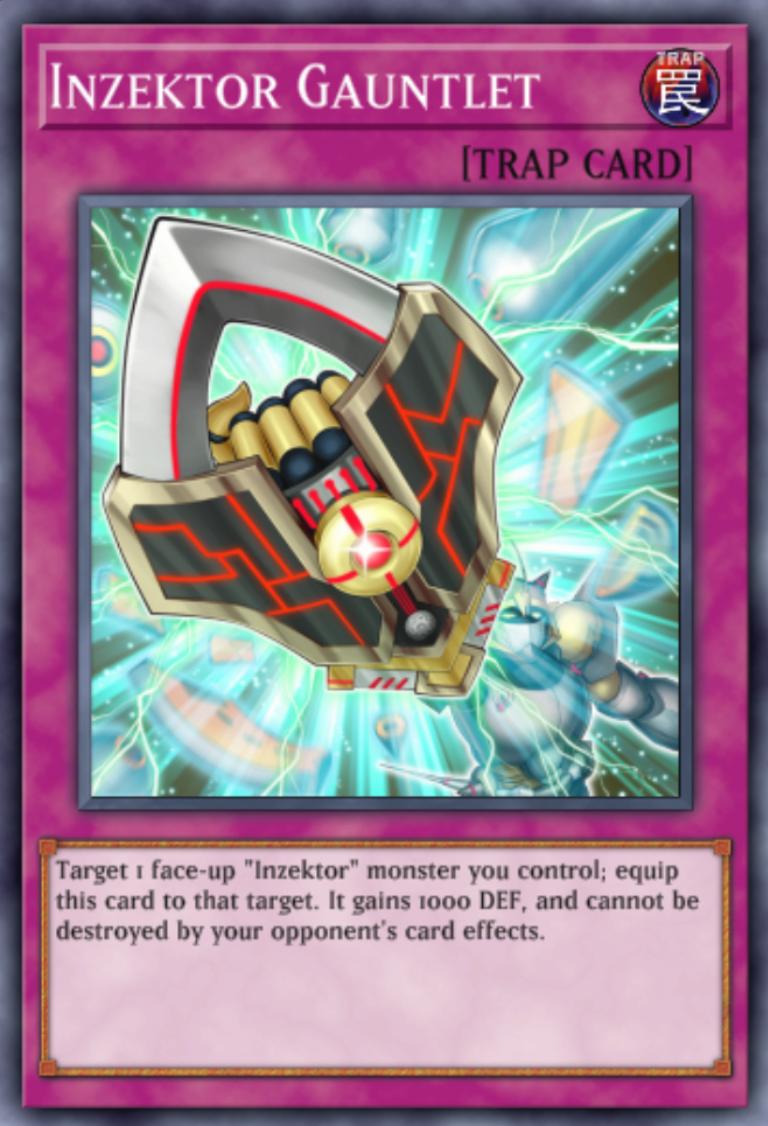 INZEKTOR GAUNTLET
TRAP
罠
[TRAP CARD]
Target 1 face-up "Inzektor" monster you control; equip
this card to that target. It gains 1000 DEF, and cannot be
destroyed by your opponent's card effects.